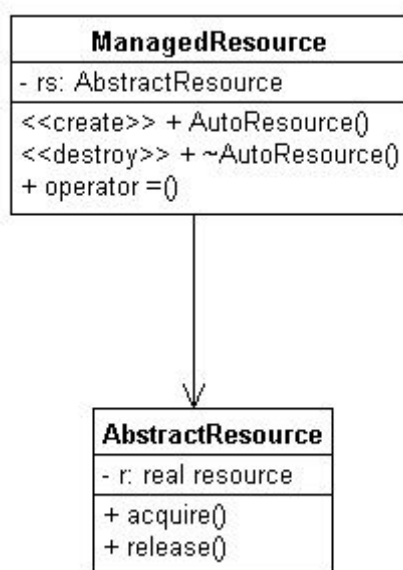 ManagedResource
- rs: AbstractResource
<<create>> + AutoResource()
<<destroy>> + ~AutoResource()
+ operator =()
AbstractResource
- r: real resource
+ acquire()
+ release()